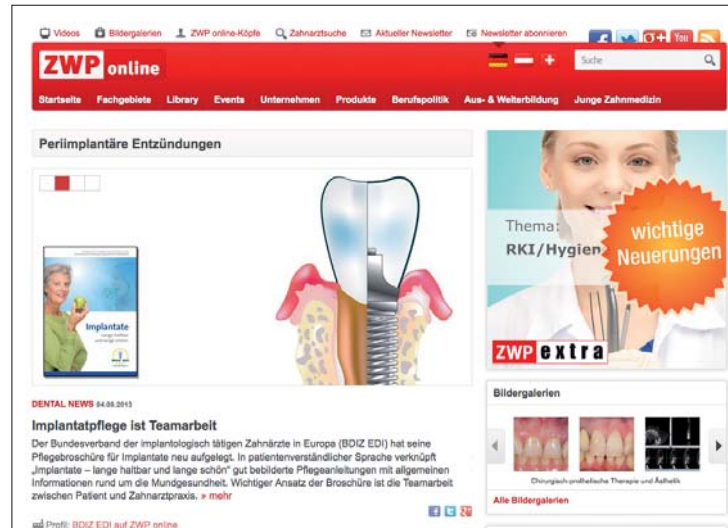 Videos Bildergalerien ZWP online-Köpfe Zahnarztsuche Aktueller Newsletter Newsletter abonnieren
You
ZWP online
Suche
Startseite Fachgebiete Library Events Unternehmen Produkte Berufspolitik Aus- & Weiterbildung Junge Zahnmedizin
Periimplantäre Entzündungen
Implantate
Thema:
RKI/Hygien
wichtige
Neuerungen
ZWP extra
DENTAL NEWS 04.09.2013
Implantatpflege ist Teamarbeit
Der Bundesverband der implantologisch tätigen Zahnärzte in Europa (BDIZ EDI) hat seine
Pflegebroschüre für Implantate neu aufgelegt. In patientenverständlicher Sprache verknüpft
„Implantate – lange haltbar und lange schön“ gut bebilderte Pflegeanleitungen mit allgemeinen
Informationen rund um die Mundgesundheit. Wichtiger Ansatz der Broschüre ist die Teamarbeit
zwischen Patient und Zahnarztpraxis. » mehr
Profil: BDIZ EDI auf ZWP online
Bildergalerien
Chirurgisch-prothetische Therapie und Ästhetik
Alle Bildergalerien